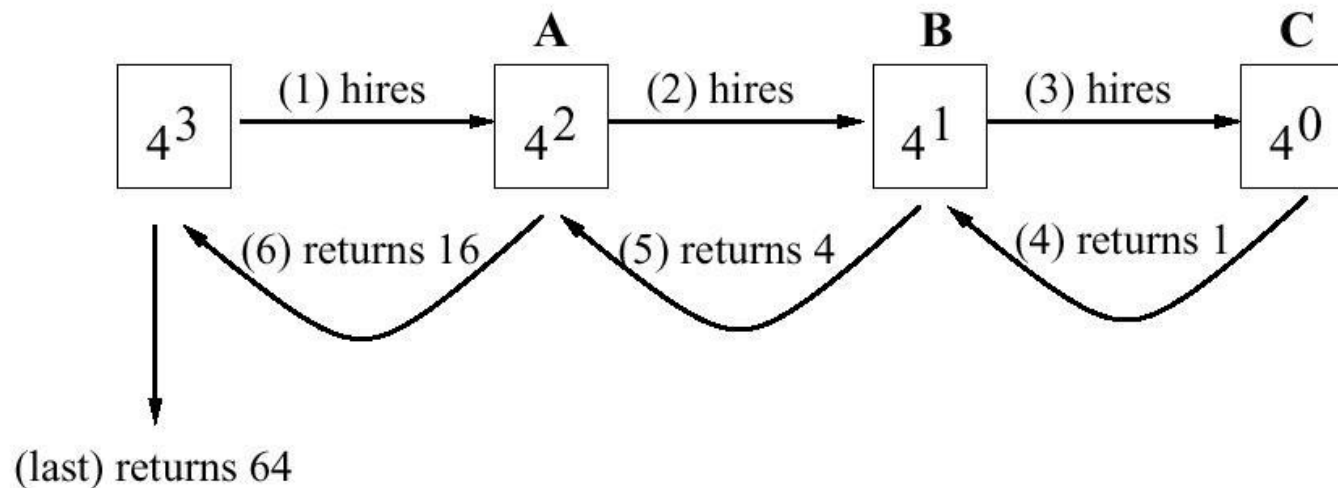 A B C
(1) hires (2) hires (3) hires
4^3 4^2 4^1 4^0
(6) returns 16 (5) returns 4 (4) returns 1
(last) returns 64